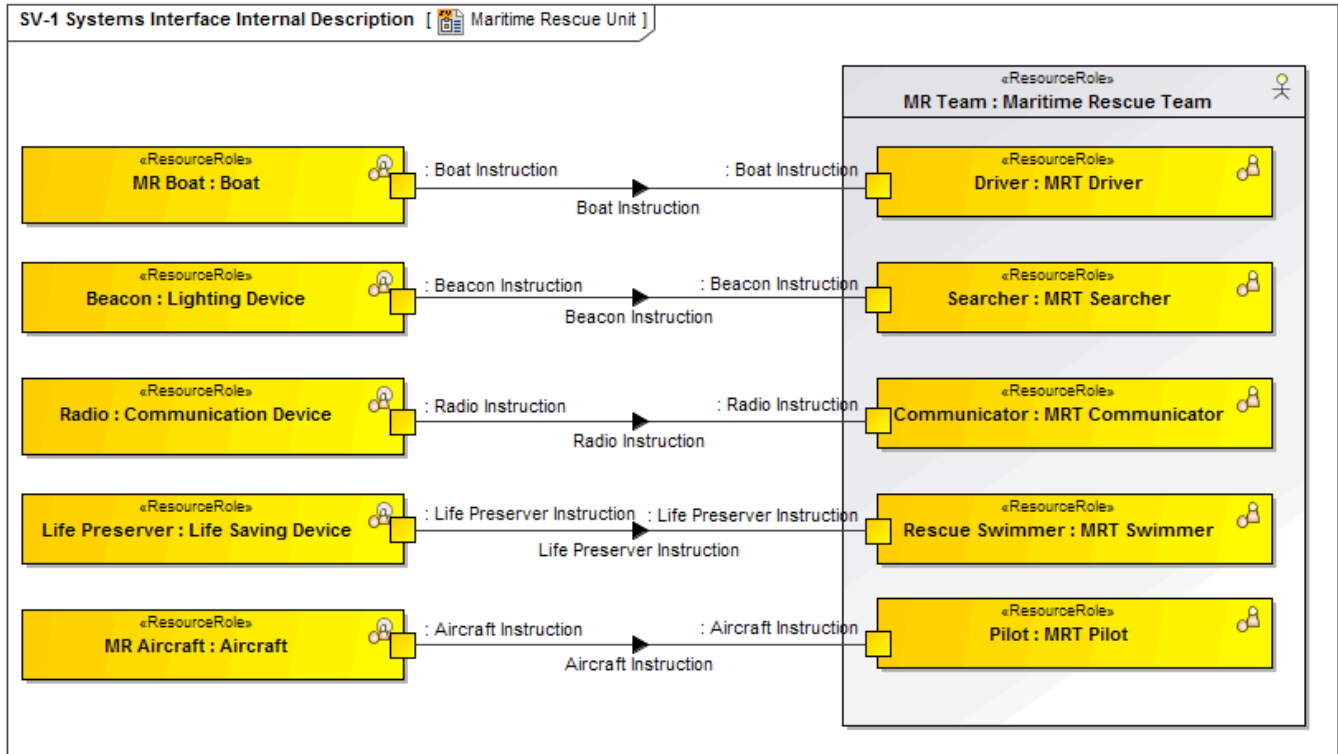 SV-1 Systems Interface Internal Description [ Maritime Rescue Unit ]
«ResourceRole»
MR Team : Maritime Rescue Team
«ResourceRole»
MR Boat : Boat
: Boat Instruction
: Boat Instruction
Boat Instruction
«ResourceRole»
Driver : MRT Driver
«ResourceRole»
Beacon : Lighting Device
: Beacon Instruction
: Beacon Instruction
Beacon Instruction
«ResourceRole»
Searcher : MRT Searcher
«ResourceRole»
Radio : Communication Device
: Radio Instruction
: Radio Instruction
Radio Instruction
«ResourceRole»
Communicator : MRT Communicator
«ResourceRole»
Life Preserver : Life Saving Device
: Life Preserver Instruction
: Life Preserver Instruction
Life Preserver Instruction
«ResourceRole»
Rescue Swimmer : MRT Swimmer
«ResourceRole»
MR Aircraft : Aircraft
: Aircraft Instruction
: Aircraft Instruction
Aircraft Instruction
«ResourceRole»
Pilot : MRT Pilot